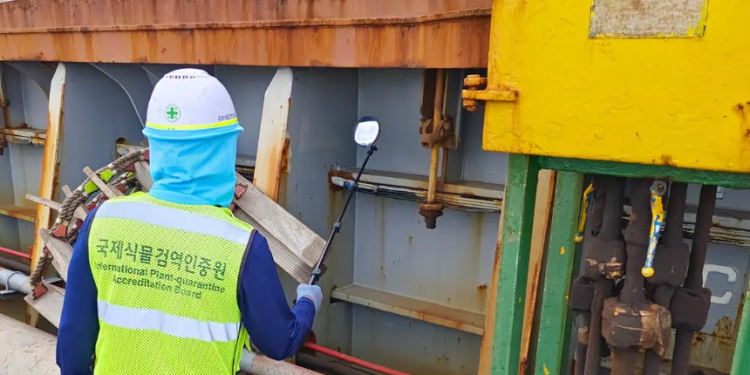 국제식물검역인증원
International Plant-quarantine
Accreditation Board
C